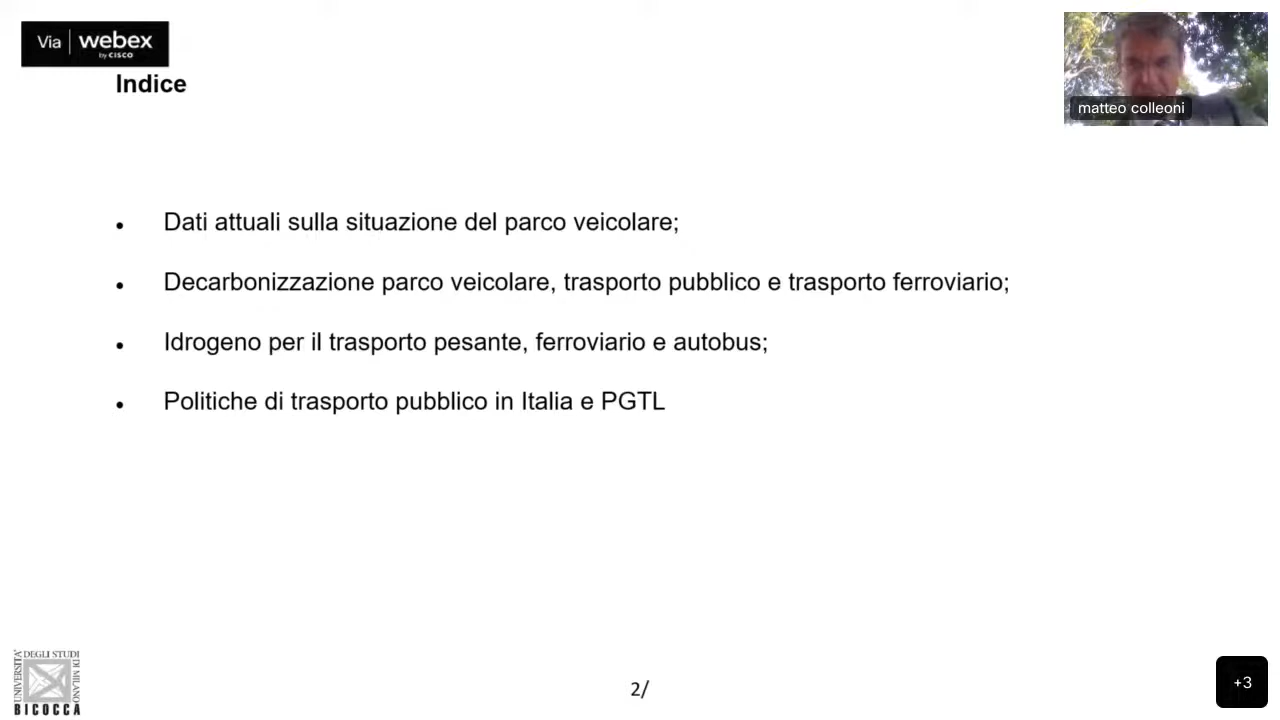 Via webex
by CISCO
matteo colleoni
Indice
• Dati attuali sulla situazione del parco veicolare;
• Decarbonizzazione parco veicolare, trasporto pubblico e trasporto ferroviario;
• Idrogeno per il trasporto pesante, ferroviario e autobus;
• Politiche di trasporto pubblico in Italia e PGTL
UNIVERSITA' DEGLI STUDI DI MILANO
BICOCCA
2/
+3